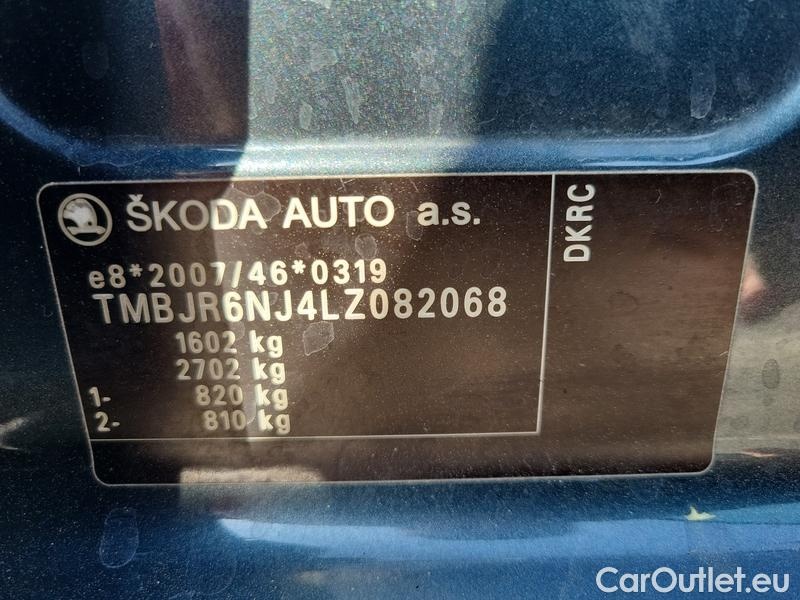 ŠKODA AUTO a.s.
e8*2007/46*0319
TMBJR6NJ4LZ082068
1602 kg
2702 kg
1- 820 kg
2- 810 kg
DKRC
CarOutlet.eu